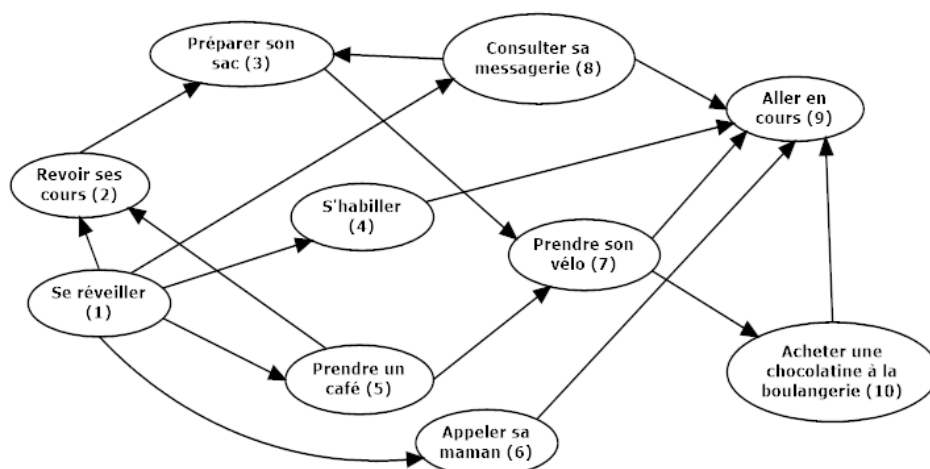 Préparer son
sac (3)
Consulter sa
messagerie (8)
Aller en
cours (9)
Revoir ses
cours (2)
S'habiller
(4)
Prendre son
vélo (7)
Se réveiller
(1)
Prendre un
café (5)
Acheter une
chocolatine à la
boulangerie (10)
Appeler sa
maman (6)